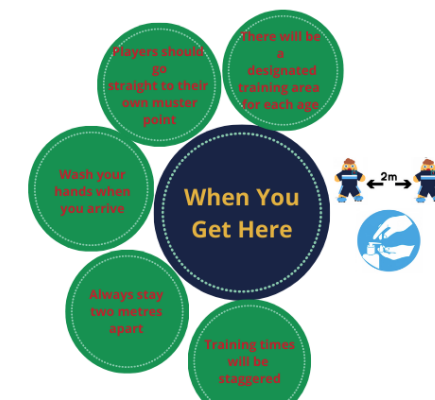 There will be
a
designated
training area
for each age
Players should
go
straight to their
own muster
point
Wash your
hands when
you arrive
When You
Get Here
2m
Always stay
two metres
apart
Training times
will be
staggered